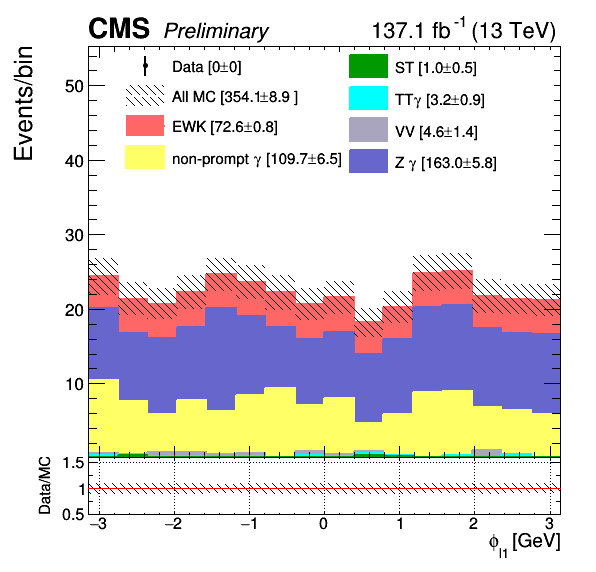 CMS Preliminary 137.1 fb⁻¹ (13 TeV)
Events/bin
Data [0±0]
All MC [354.1±8.9 ]
EWK [72.6±0.8]
non-prompt γ [109.7±6.5]
ST [1.0±0.5]
TTγ [3.2±0.9]
VV [4.6±1.4]
Z γ [163.0±5.8]
50
40
30
20
10
Data/MC
1.5
1
0.5
−3 −2 −1 0 1 2 3
ϕ_l1 [GeV]